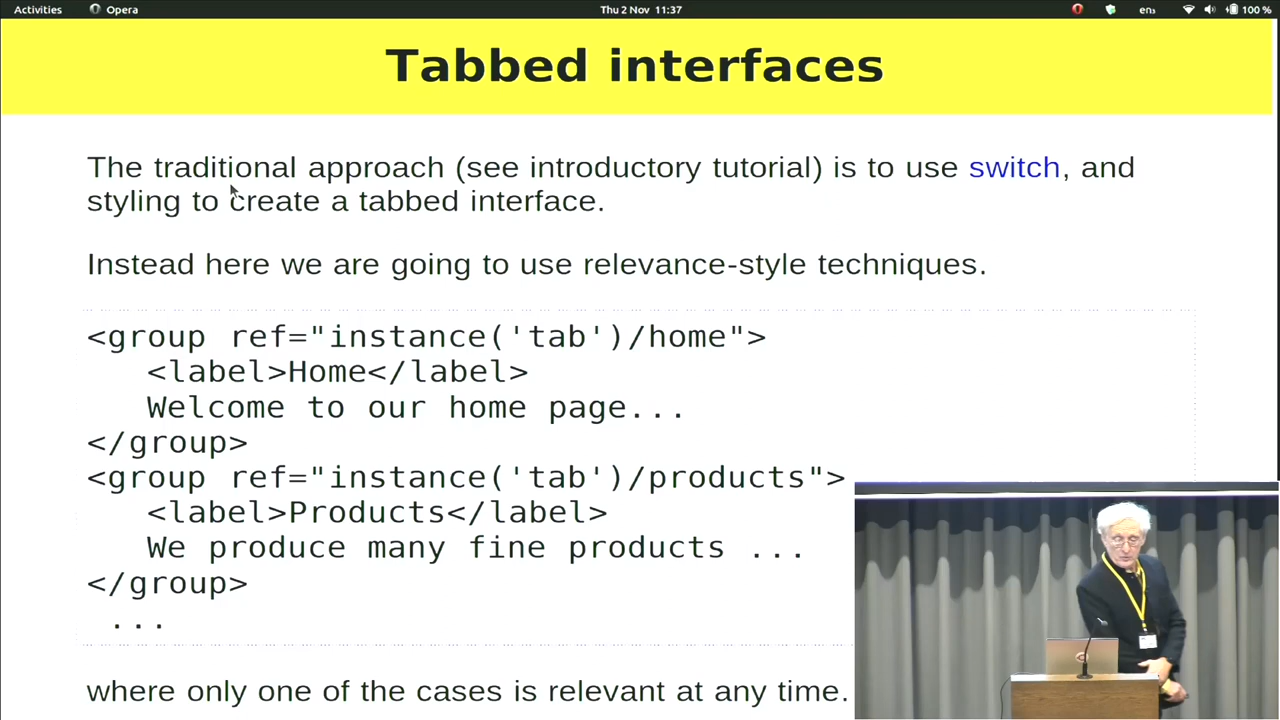 Activities Opera Thu 2 Nov 11:37 en₃ 100 %
Tabbed interfaces
The traditional approach (see introductory tutorial) is to use switch, and
styling to create a tabbed interface.
Instead here we are going to use relevance-style techniques.
<group ref="instance('tab')/home">
<label>Home</label>
Welcome to our home page...
</group>
<group ref="instance('tab')/products">
<label>Products</label>
We produce many fine products ...
</group>
...
where only one of the cases is relevant at any time.